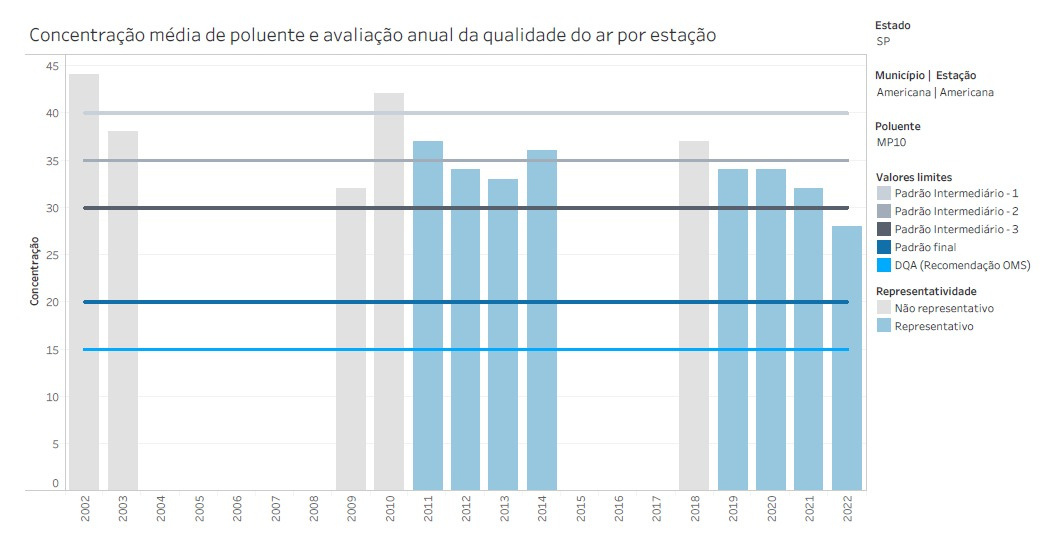 Concentração média de poluente e avaliação anual da qualidade do ar por estação
Estado
SP
Município | Estação
Americana | Americana
Poluente
MP10
Valores limites
Padrão Intermediário - 1
Padrão Intermediário - 2
Padrão Intermediário - 3
Padrão final
DQA (Recomendação OMS)
Representatividade
Não representativo
Representativo
Concentração
45
40
35
30
25
20
15
10
5
0
2002
2003
2004
2005
2006
2007
2008
2009
2010
2011
2012
2013
2014
2015
2016
2017
2018
2019
2020
2021
2022